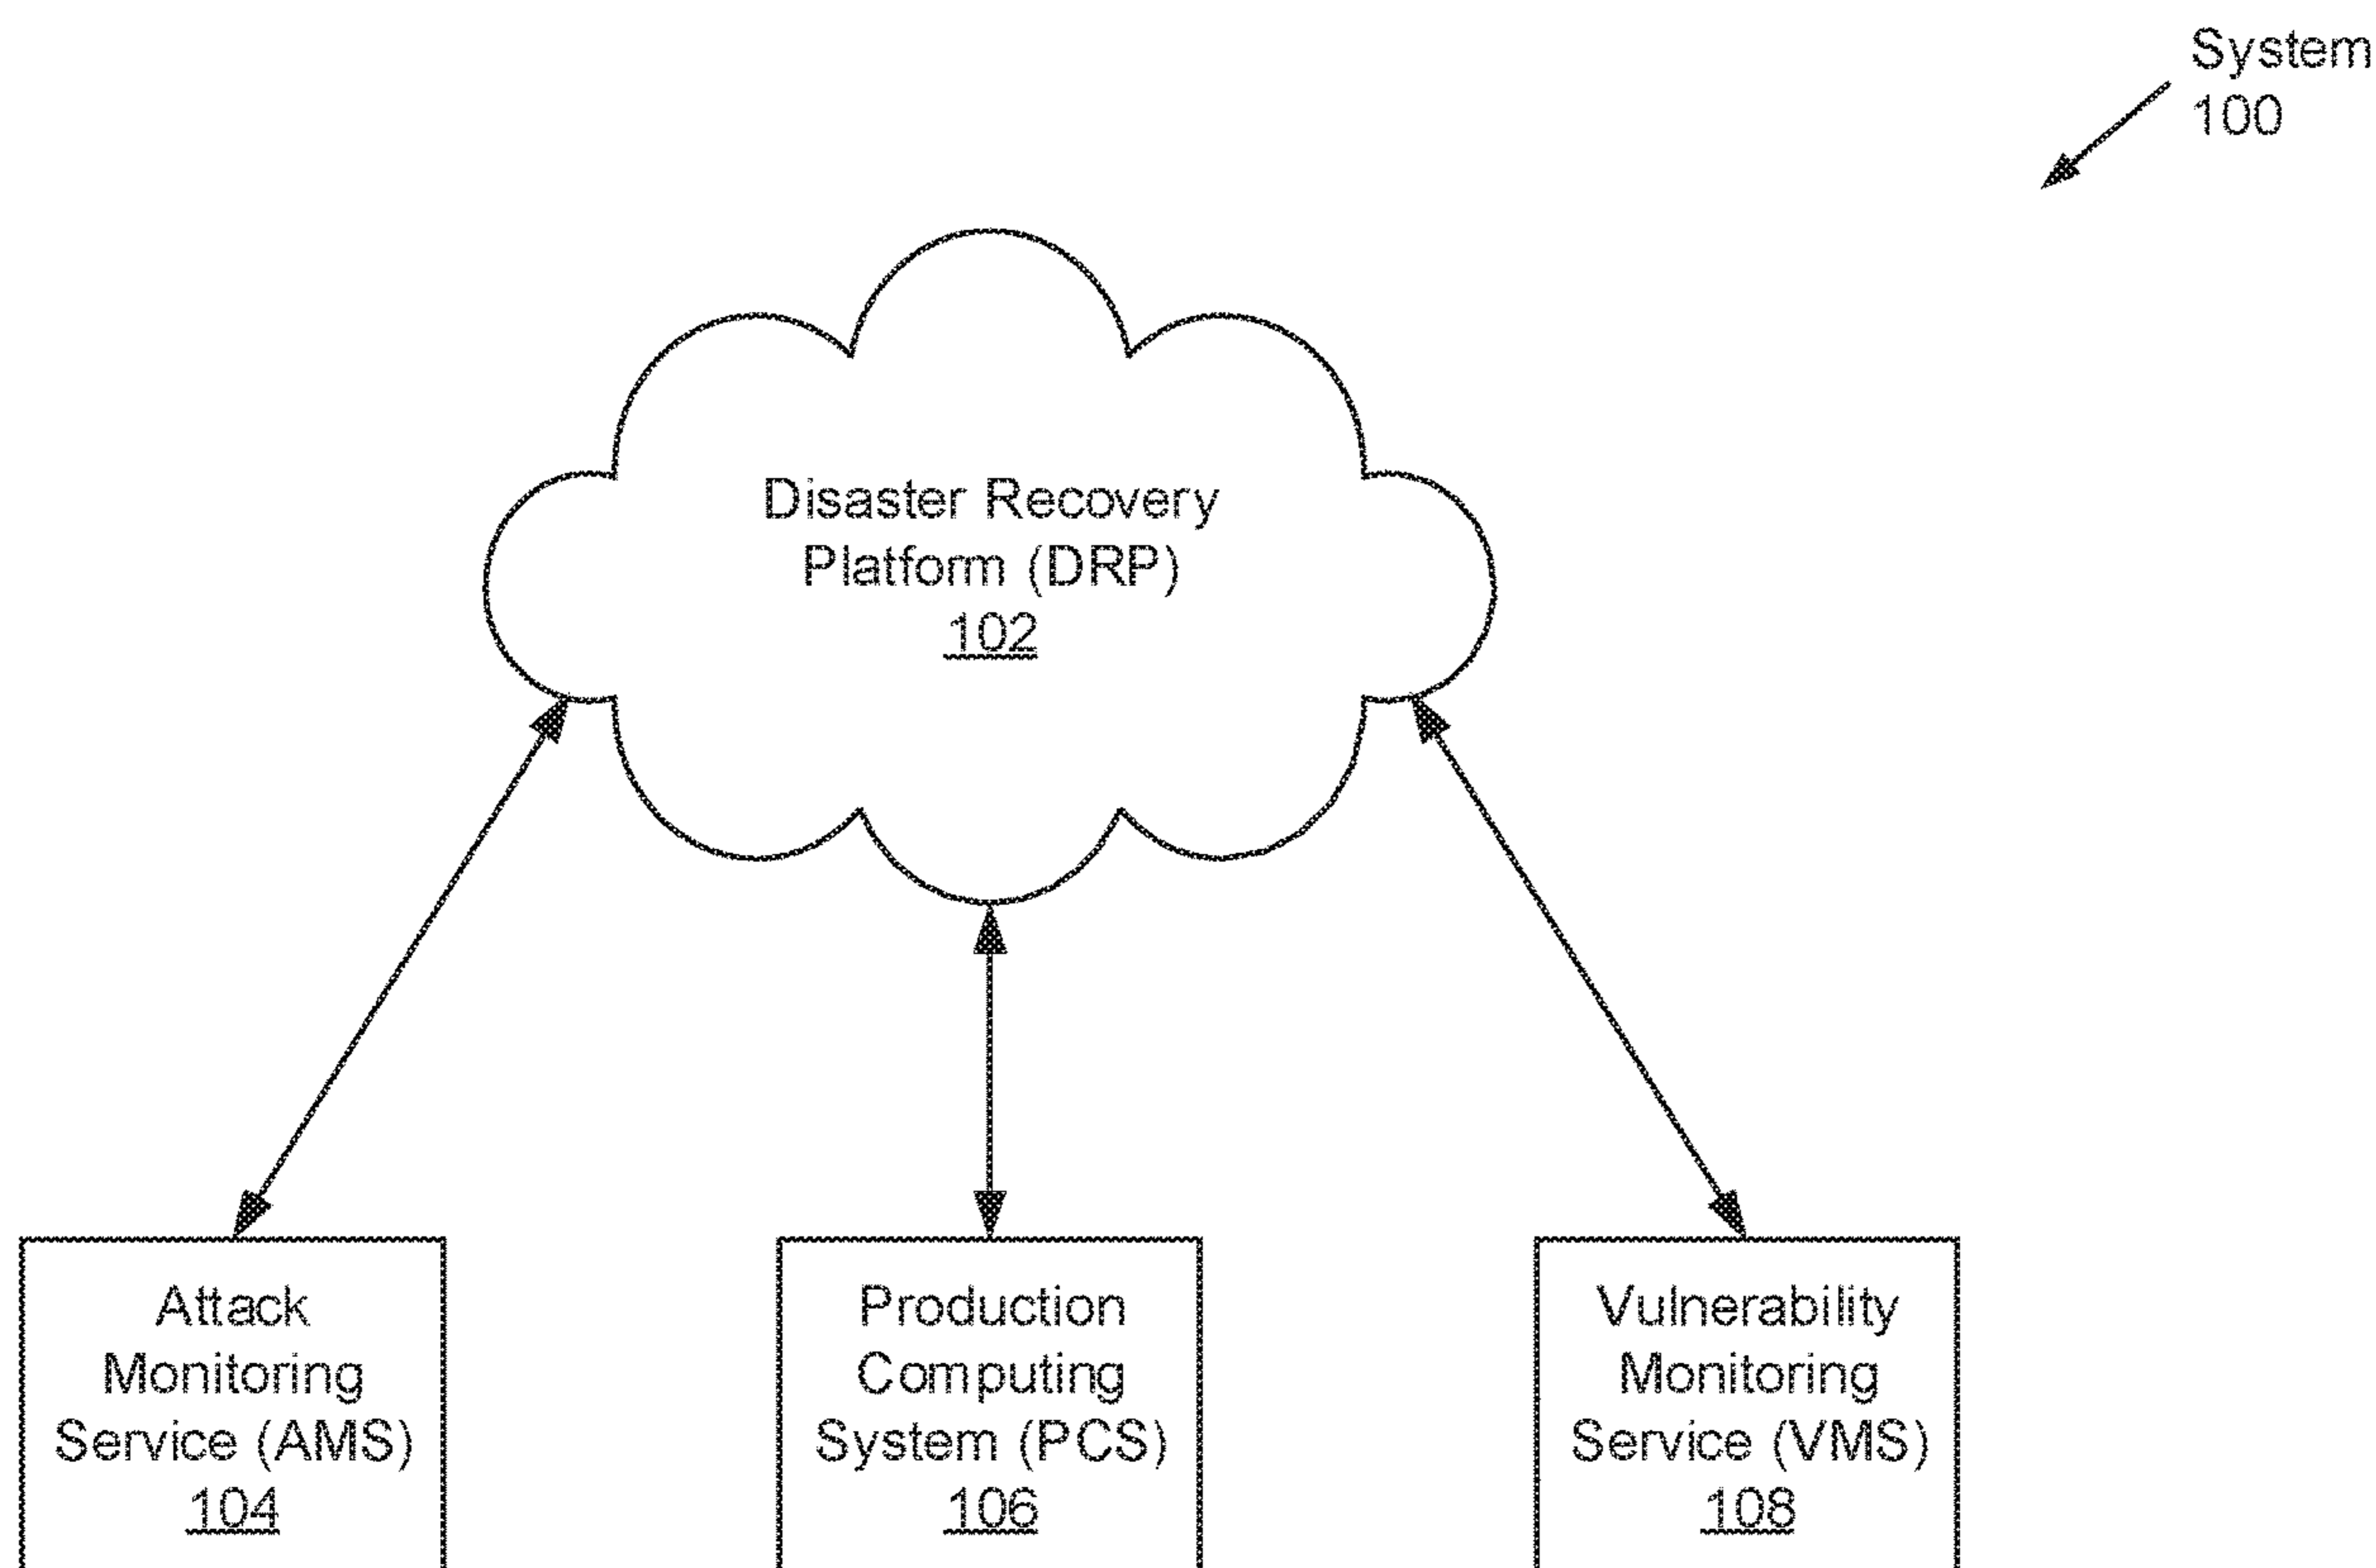 System
100
Disaster Recovery
Platform (DRP)
102
Attack
Monitoring
Service (AMS)
104
Production
Computing
System (PCS)
106
Vulnerability
Monitoring
Service (VMS)
108